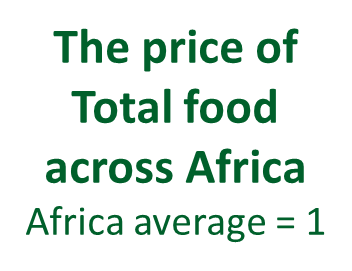 The price of
Total food
across Africa
Africa average = 1